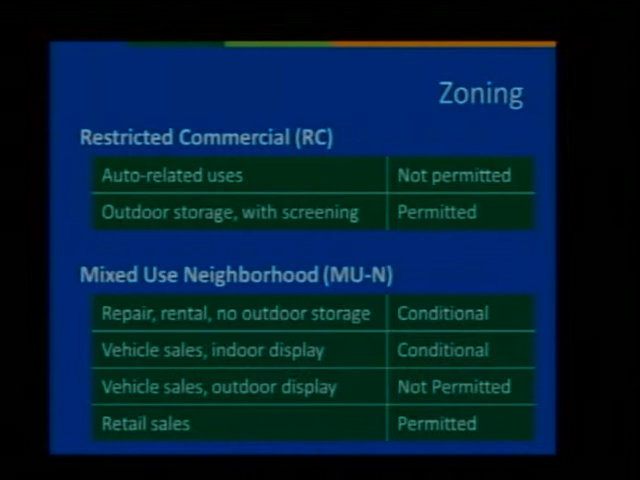 Zoning
Restricted Commercial (RC)
Auto-related uses Not permitted
Outdoor storage, with screening Permitted
Mixed Use Neighborhood (MU-N)
Repair, rental, no outdoor storage Conditional
Vehicle sales, indoor display Conditional
Vehicle sales, outdoor display Not Permitted
Retail sales Permitted